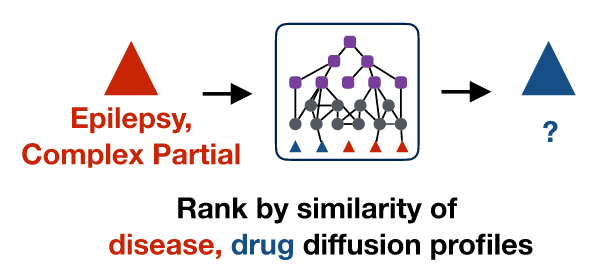 Epilepsy,
Complex Partial
?
Rank by similarity of
disease, drug diffusion profiles